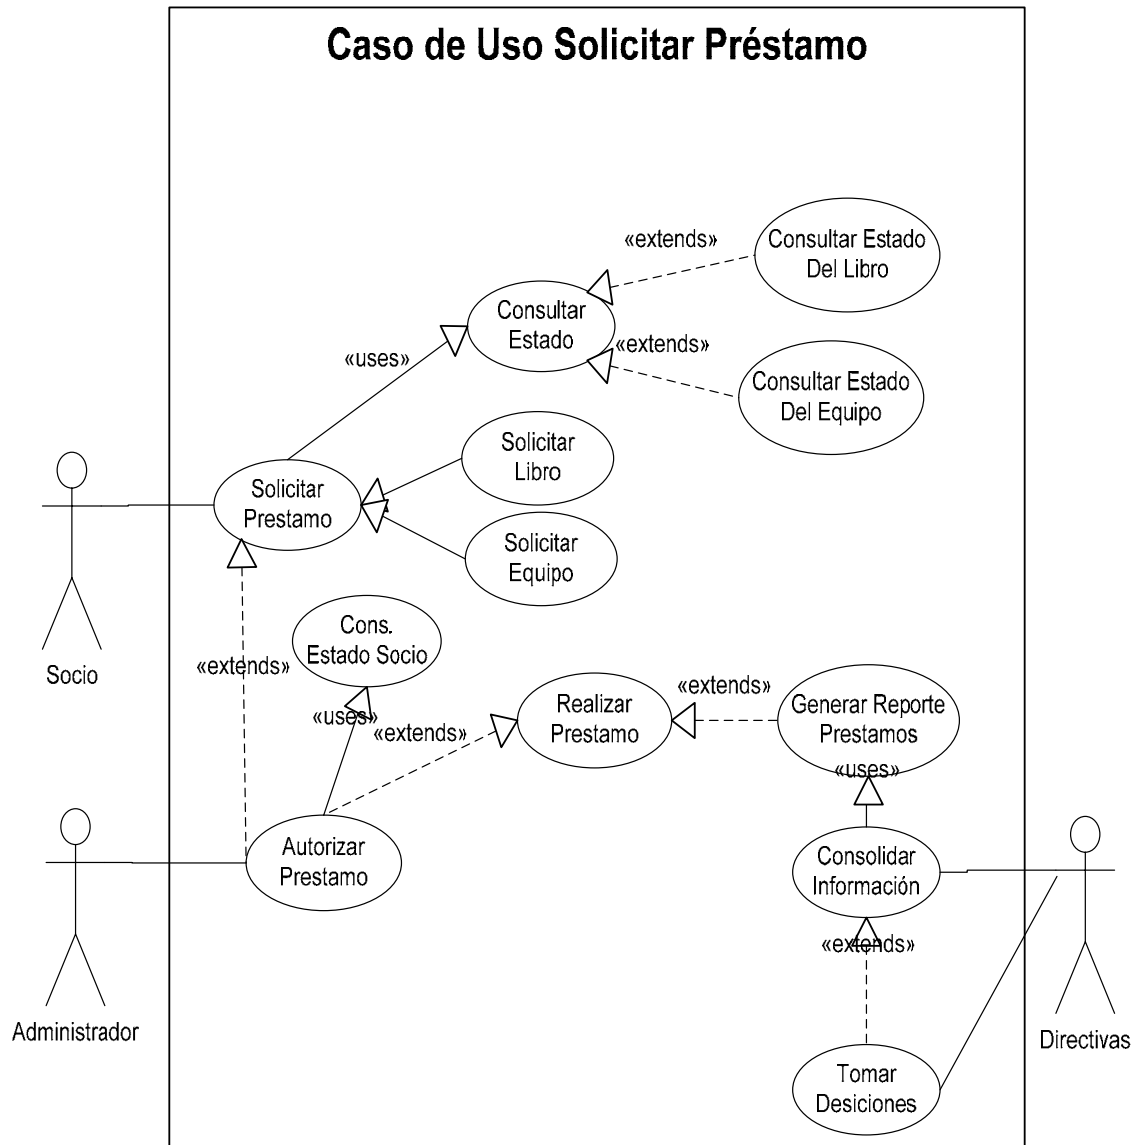 Caso de Uso Solicitar Préstamo
«extends»
Consultar Estado
Del Libro
Consultar
Estado
«uses»
«extends»
Consultar Estado
Del Equipo
Solicitar
Libro
Solicitar
Prestamo
Solicitar
Equipo
Socio
Cons.
Estado Socio
«extends»
«uses»
«extends»
Realizar
Prestamo
«extends»
Generar Reporte
Prestamos
«uses»
Autorizar
Prestamo
Consolidar
Información
«extends»
Administrador
Directivas
Tomar
Desiciones